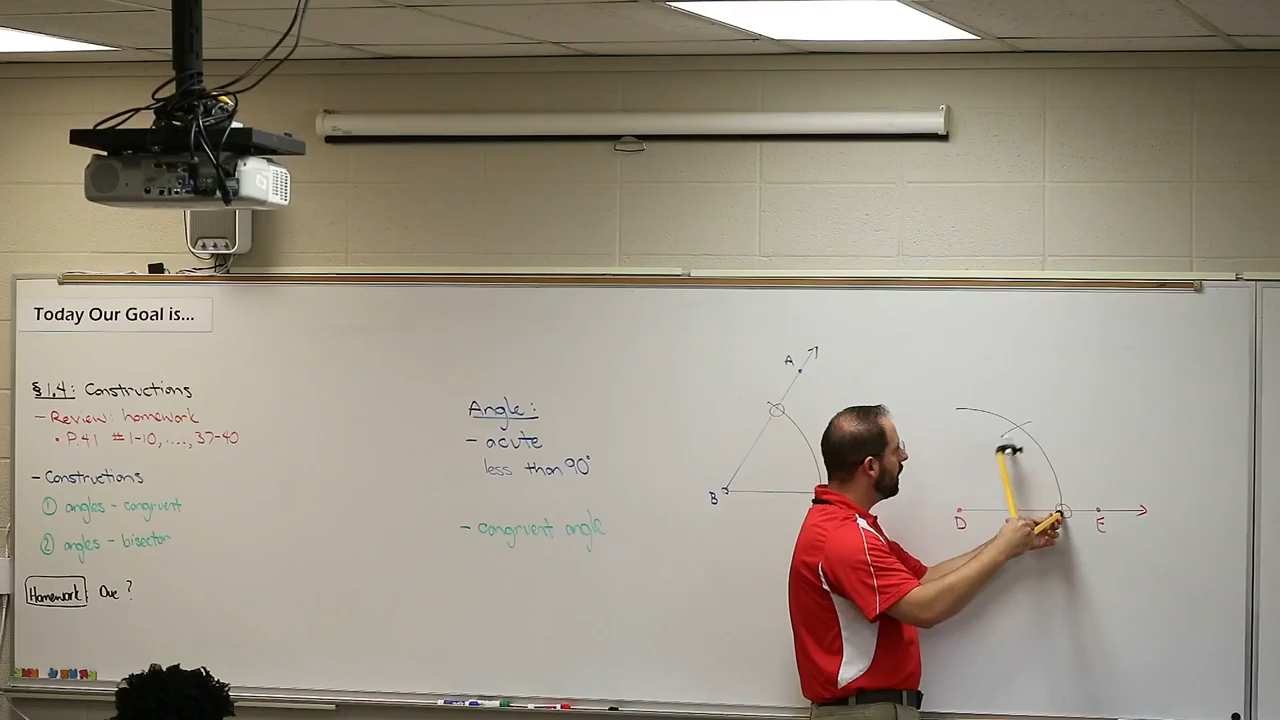 Today Our Goal is...
§1.4: Constructions
- Review: homework
• P.41 #1-10, ...., 37-40
- Constructions
① angles - congruent
② angles - bisector
Homework Due?
Angle:
- acute
less than 90°
- congruent angle
A
B
D
E